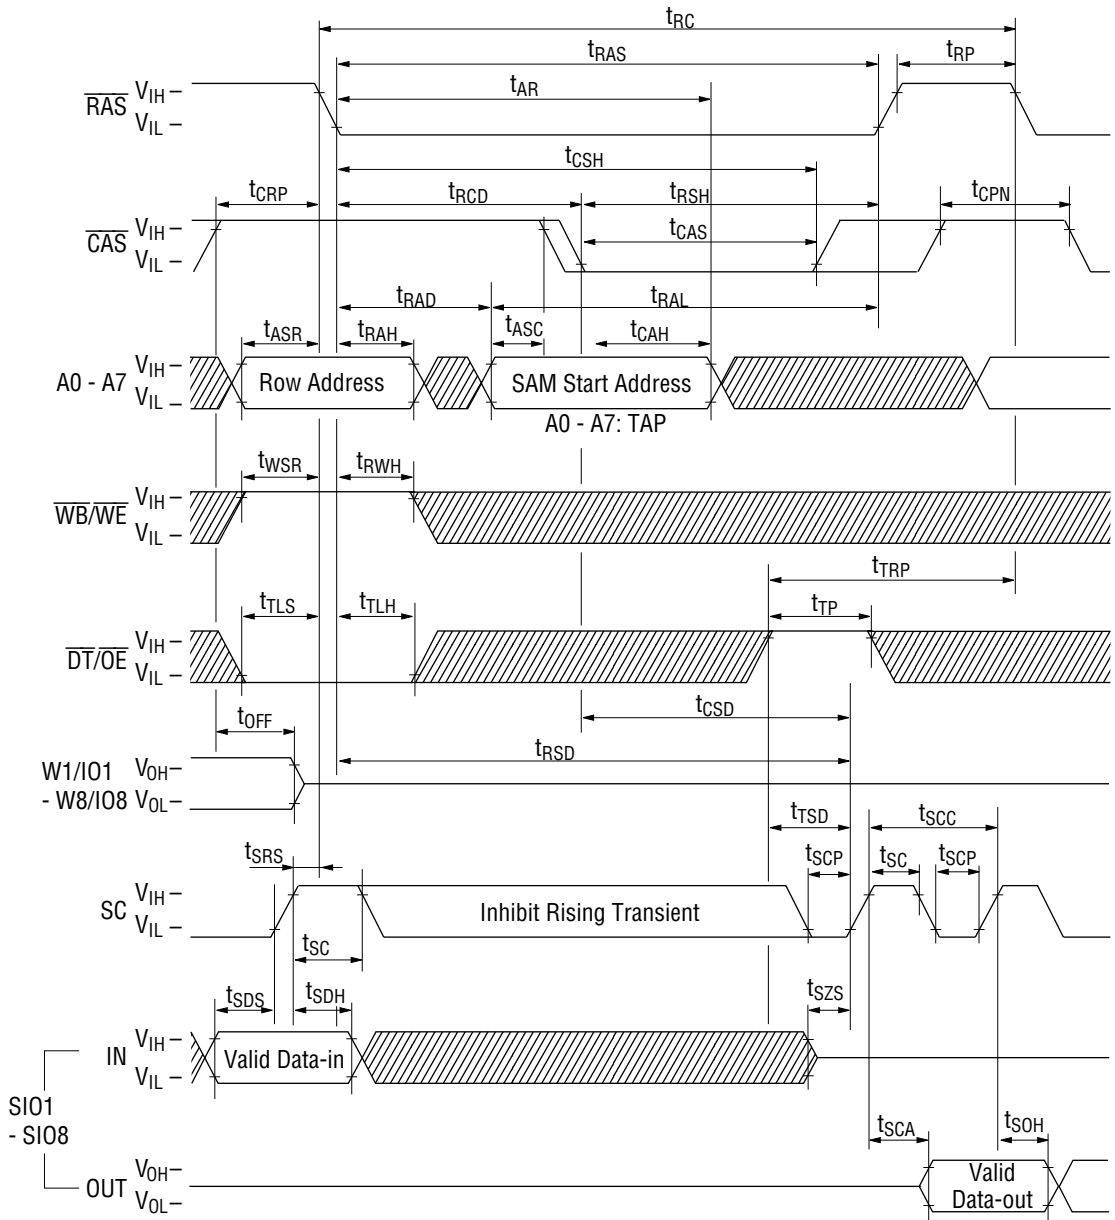 tRC
tRAS
tRP
tAR
RAS
VIH
VIL
tCSH
tCRP
tRCD
tRSH
tCPN
tCAS
CAS
VIH
VIL
tRAD
tRAL
tASR
tRAH
tASC
tCAH
A0 - A7
VIH
VIL
Row Address
SAM Start Address
A0 - A7: TAP
tWSR
tRWH
WB/WE
VIH
VIL
tTRP
tTLS
tTLH
tTP
DT/OE
VIH
VIL
tCSD
tOFF
tRSD
W1/IO1
- W8/IO8
VOH
VOL
tTSD
tSCC
tSRS
tSCP
tSC
tSCP
SC
VIH
VIL
Inhibit Rising Transient
tSC
tSDS
tSDH
tSZS
IN
VIH
VIL
Valid Data-in
SIO1
- SIO8
tSCA
tSOH
OUT
VOH
VOL
Valid
Data-out